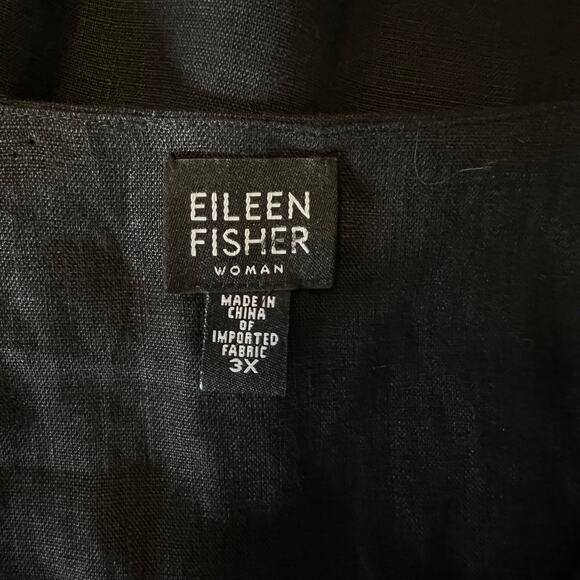 EILEEN
FISHER
WOMAN
MADE IN
CHINA
OF
IMPORTED
FABRIC
3X